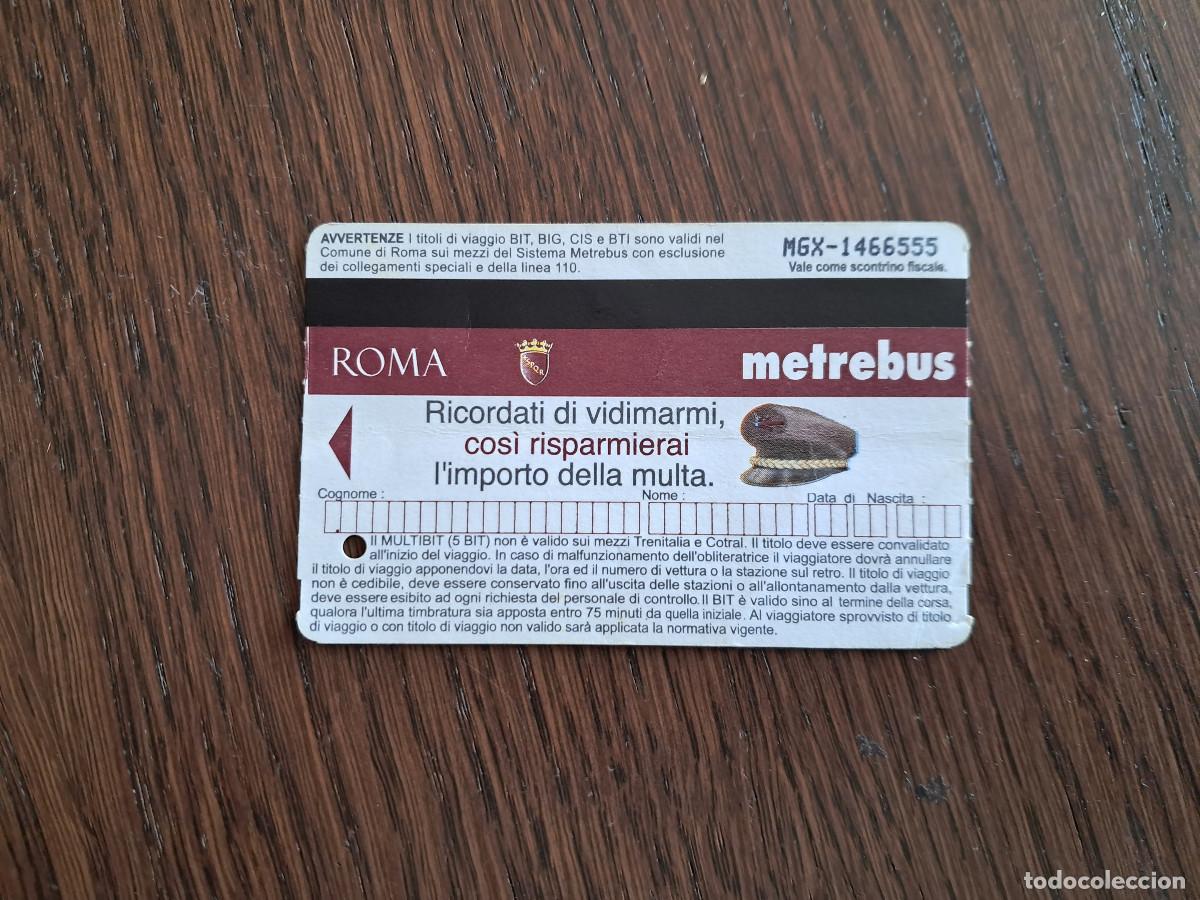 AVVERTENZE I titoli di viaggio BIT, BIG, CIS e BTI sono validi nel
Comune di Roma sui mezzi del Sistema Metrebus con esclusione
dei collegamenti speciali e della linea 110.
MGX-1466555
Vale come scontrino fiscale.
ROMA
S.P.Q.R.
metrebus
Ricordati di vidimarmi,
così risparmierai
l'importo della multa.
Cognome : Nome : Data di Nascita :
Il MULTIBIT (5 BIT) non è valido sui mezzi Trenitalia e Cotral. Il titolo deve essere convalidato
all'inizio del viaggio. In caso di malfunzionamento dell'obliteratrice il viaggiatore dovrà annullare
il titolo di viaggio apponendovi la data, l'ora ed il numero di vettura o la stazione sul retro. Il titolo di viaggio
non è cedibile, deve essere conservato fino all'uscita delle stazioni o all'allontanamento dalla vettura,
deve essere esibito ad ogni richiesta del personale di controllo. Il BIT è valido sino al termine della corsa,
qualora l'ultima timbratura sia apposta entro 75 minuti da quella iniziale. Al viaggiatore sprovvisto di titolo
di viaggio o con titolo di viaggio non valido sarà applicata la normativa vigente.
todocoleccion